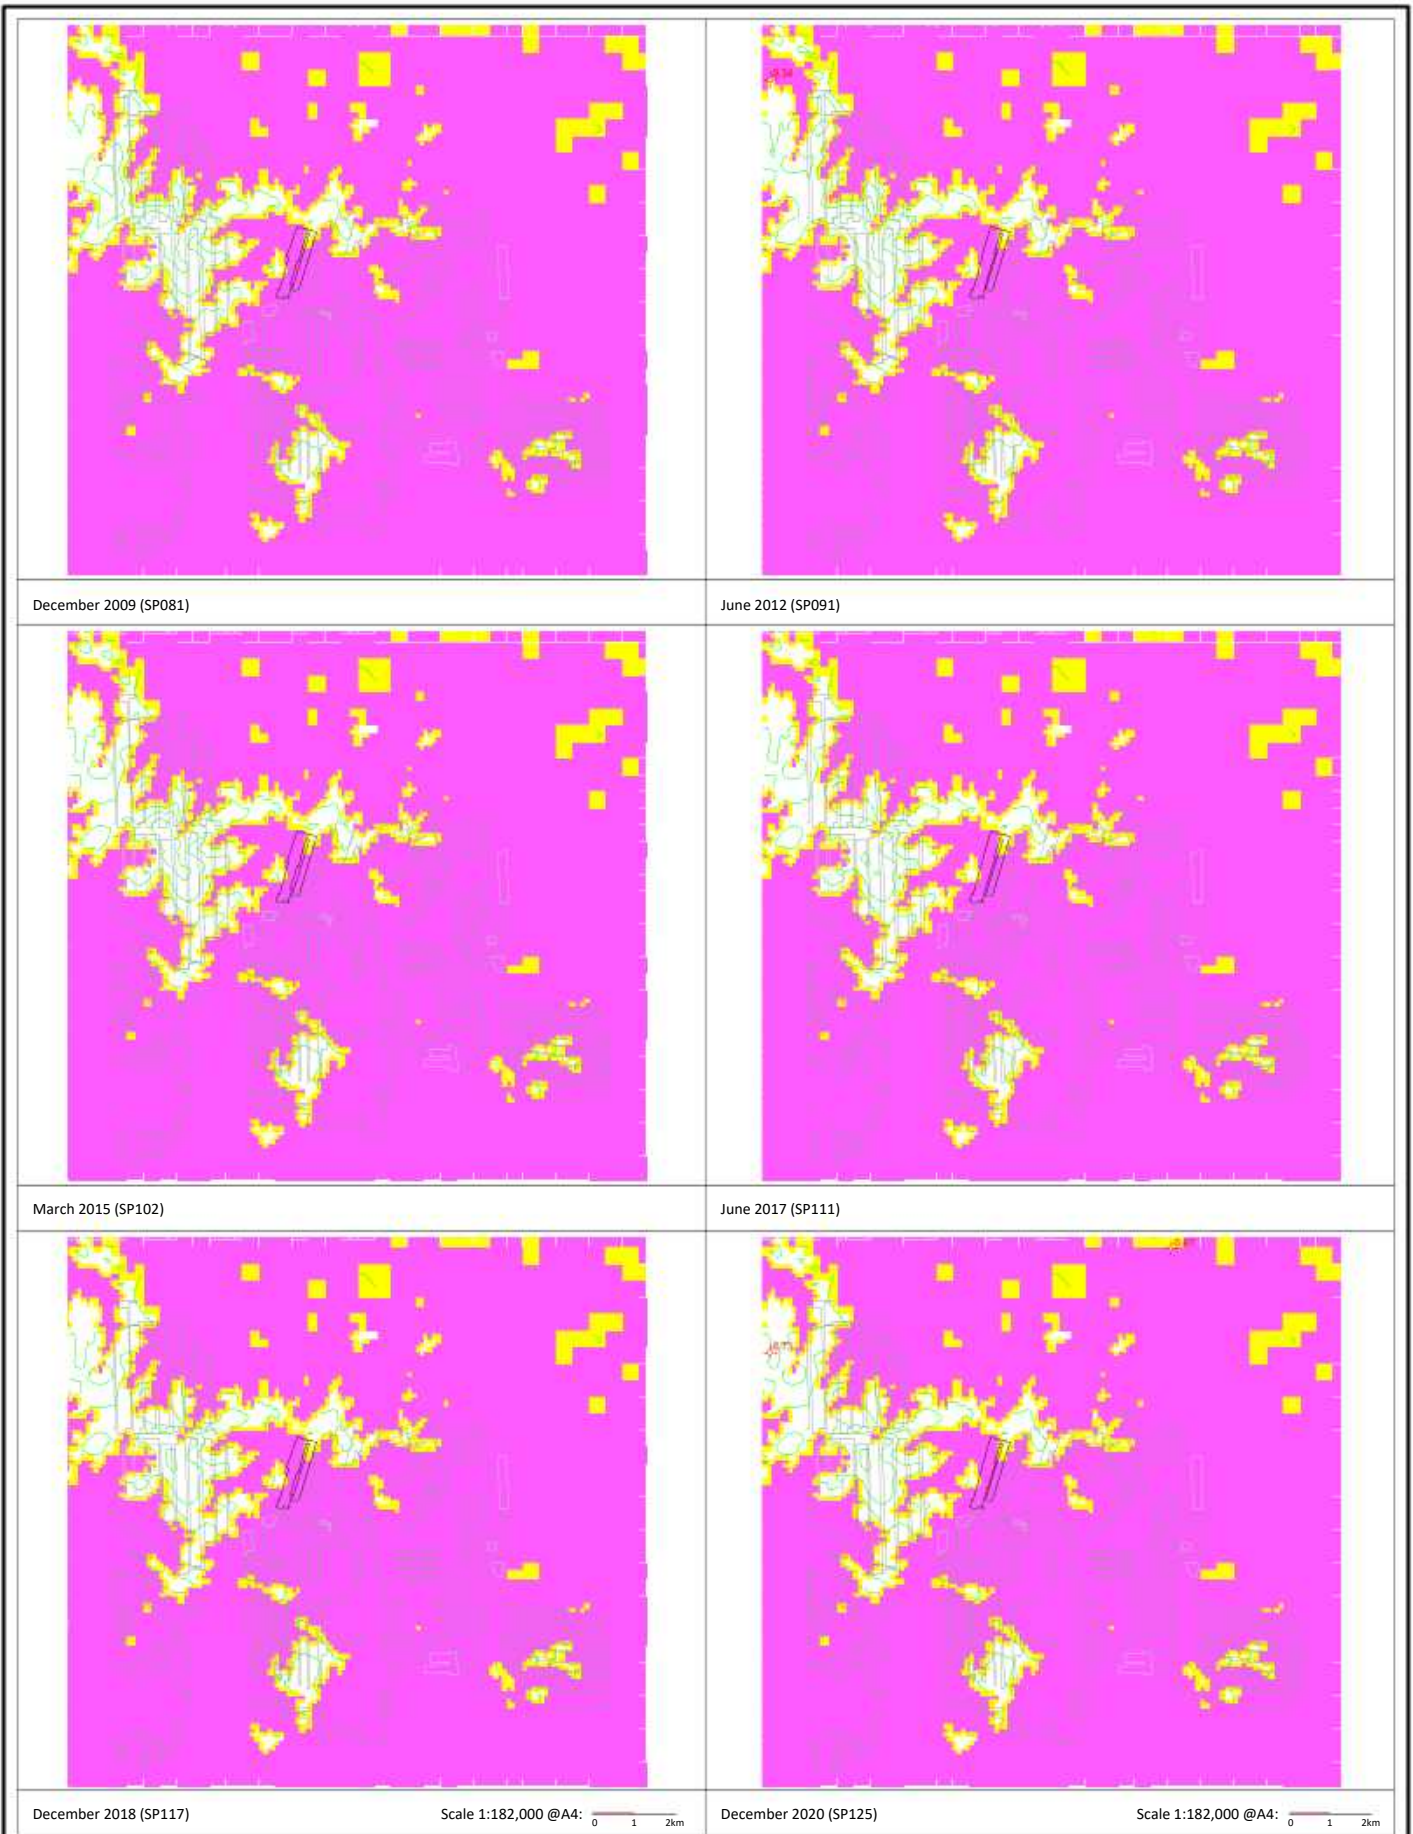 December 2009 (SP081)
June 2012 (SP091)
March 2015 (SP102)
June 2017 (SP111)
December 2018 (SP117)
Scale 1:182,000 @A4:
0 1 2km
December 2020 (SP125)
Scale 1:182,000 @A4:
0 1 2km